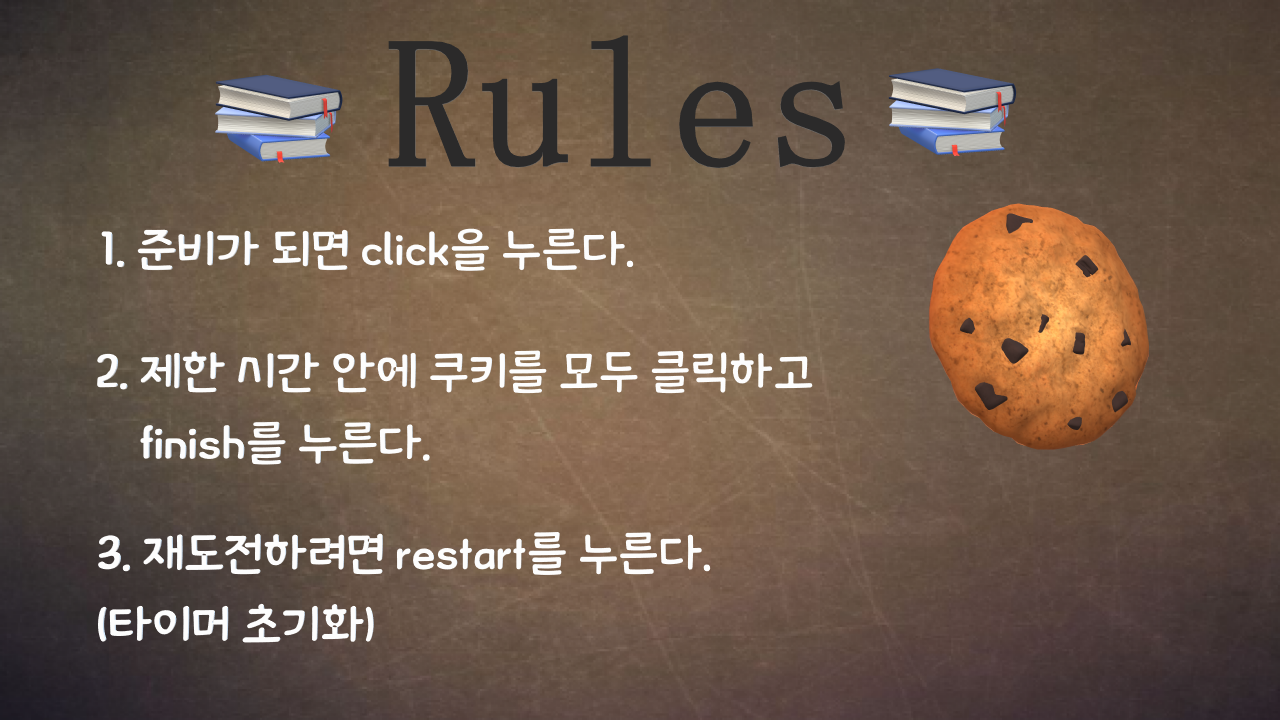 Rules
1. 준비가 되면 click을 누른다.
2. 제한 시간 안에 쿠키를 모두 클릭하고
finish를 누른다.
3. 재도전하려면 restart를 누른다.
(타이머 초기화)